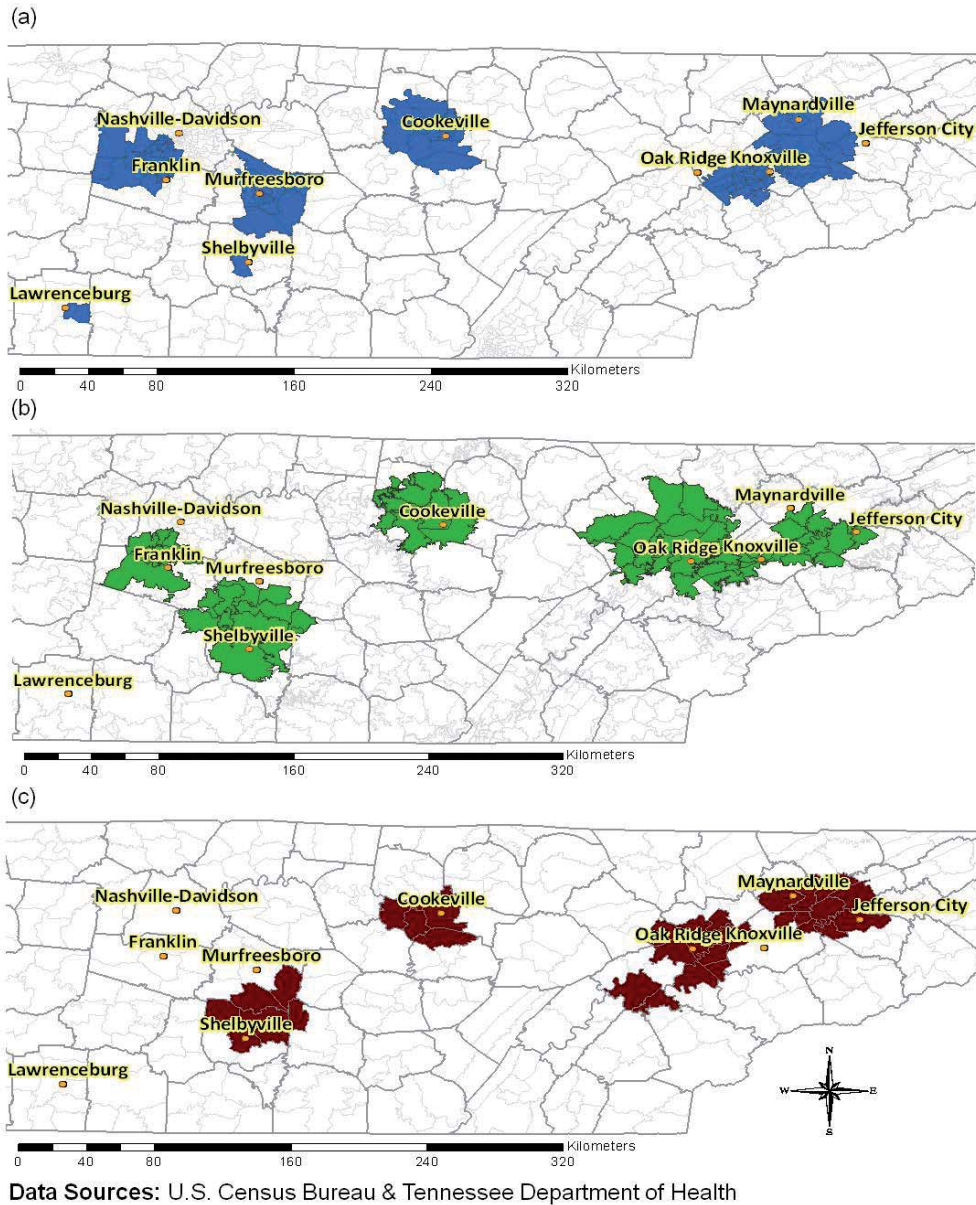 (a)
Nashville-Davidson
Cookeville
Maynardville
Jefferson City
Franklin
Murfreesboro
Oak Ridge Knoxville
Shelbyville
Lawrenceburg
0 40 80 160 240 320 Kilometers
(b)
Nashville-Davidson
Cookeville
Maynardville
Jefferson City
Franklin
Murfreesboro
Oak Ridge Knoxville
Shelbyville
Lawrenceburg
0 40 80 160 240 320 Kilometers
(c)
Nashville-Davidson
Cookeville
Maynardville
Jefferson City
Franklin
Murfreesboro
Oak Ridge Knoxville
Shelbyville
Lawrenceburg
N
W E
S
0 40 80 160 240 320 Kilometers
Data Sources: U.S. Census Bureau & Tennessee Department of Health